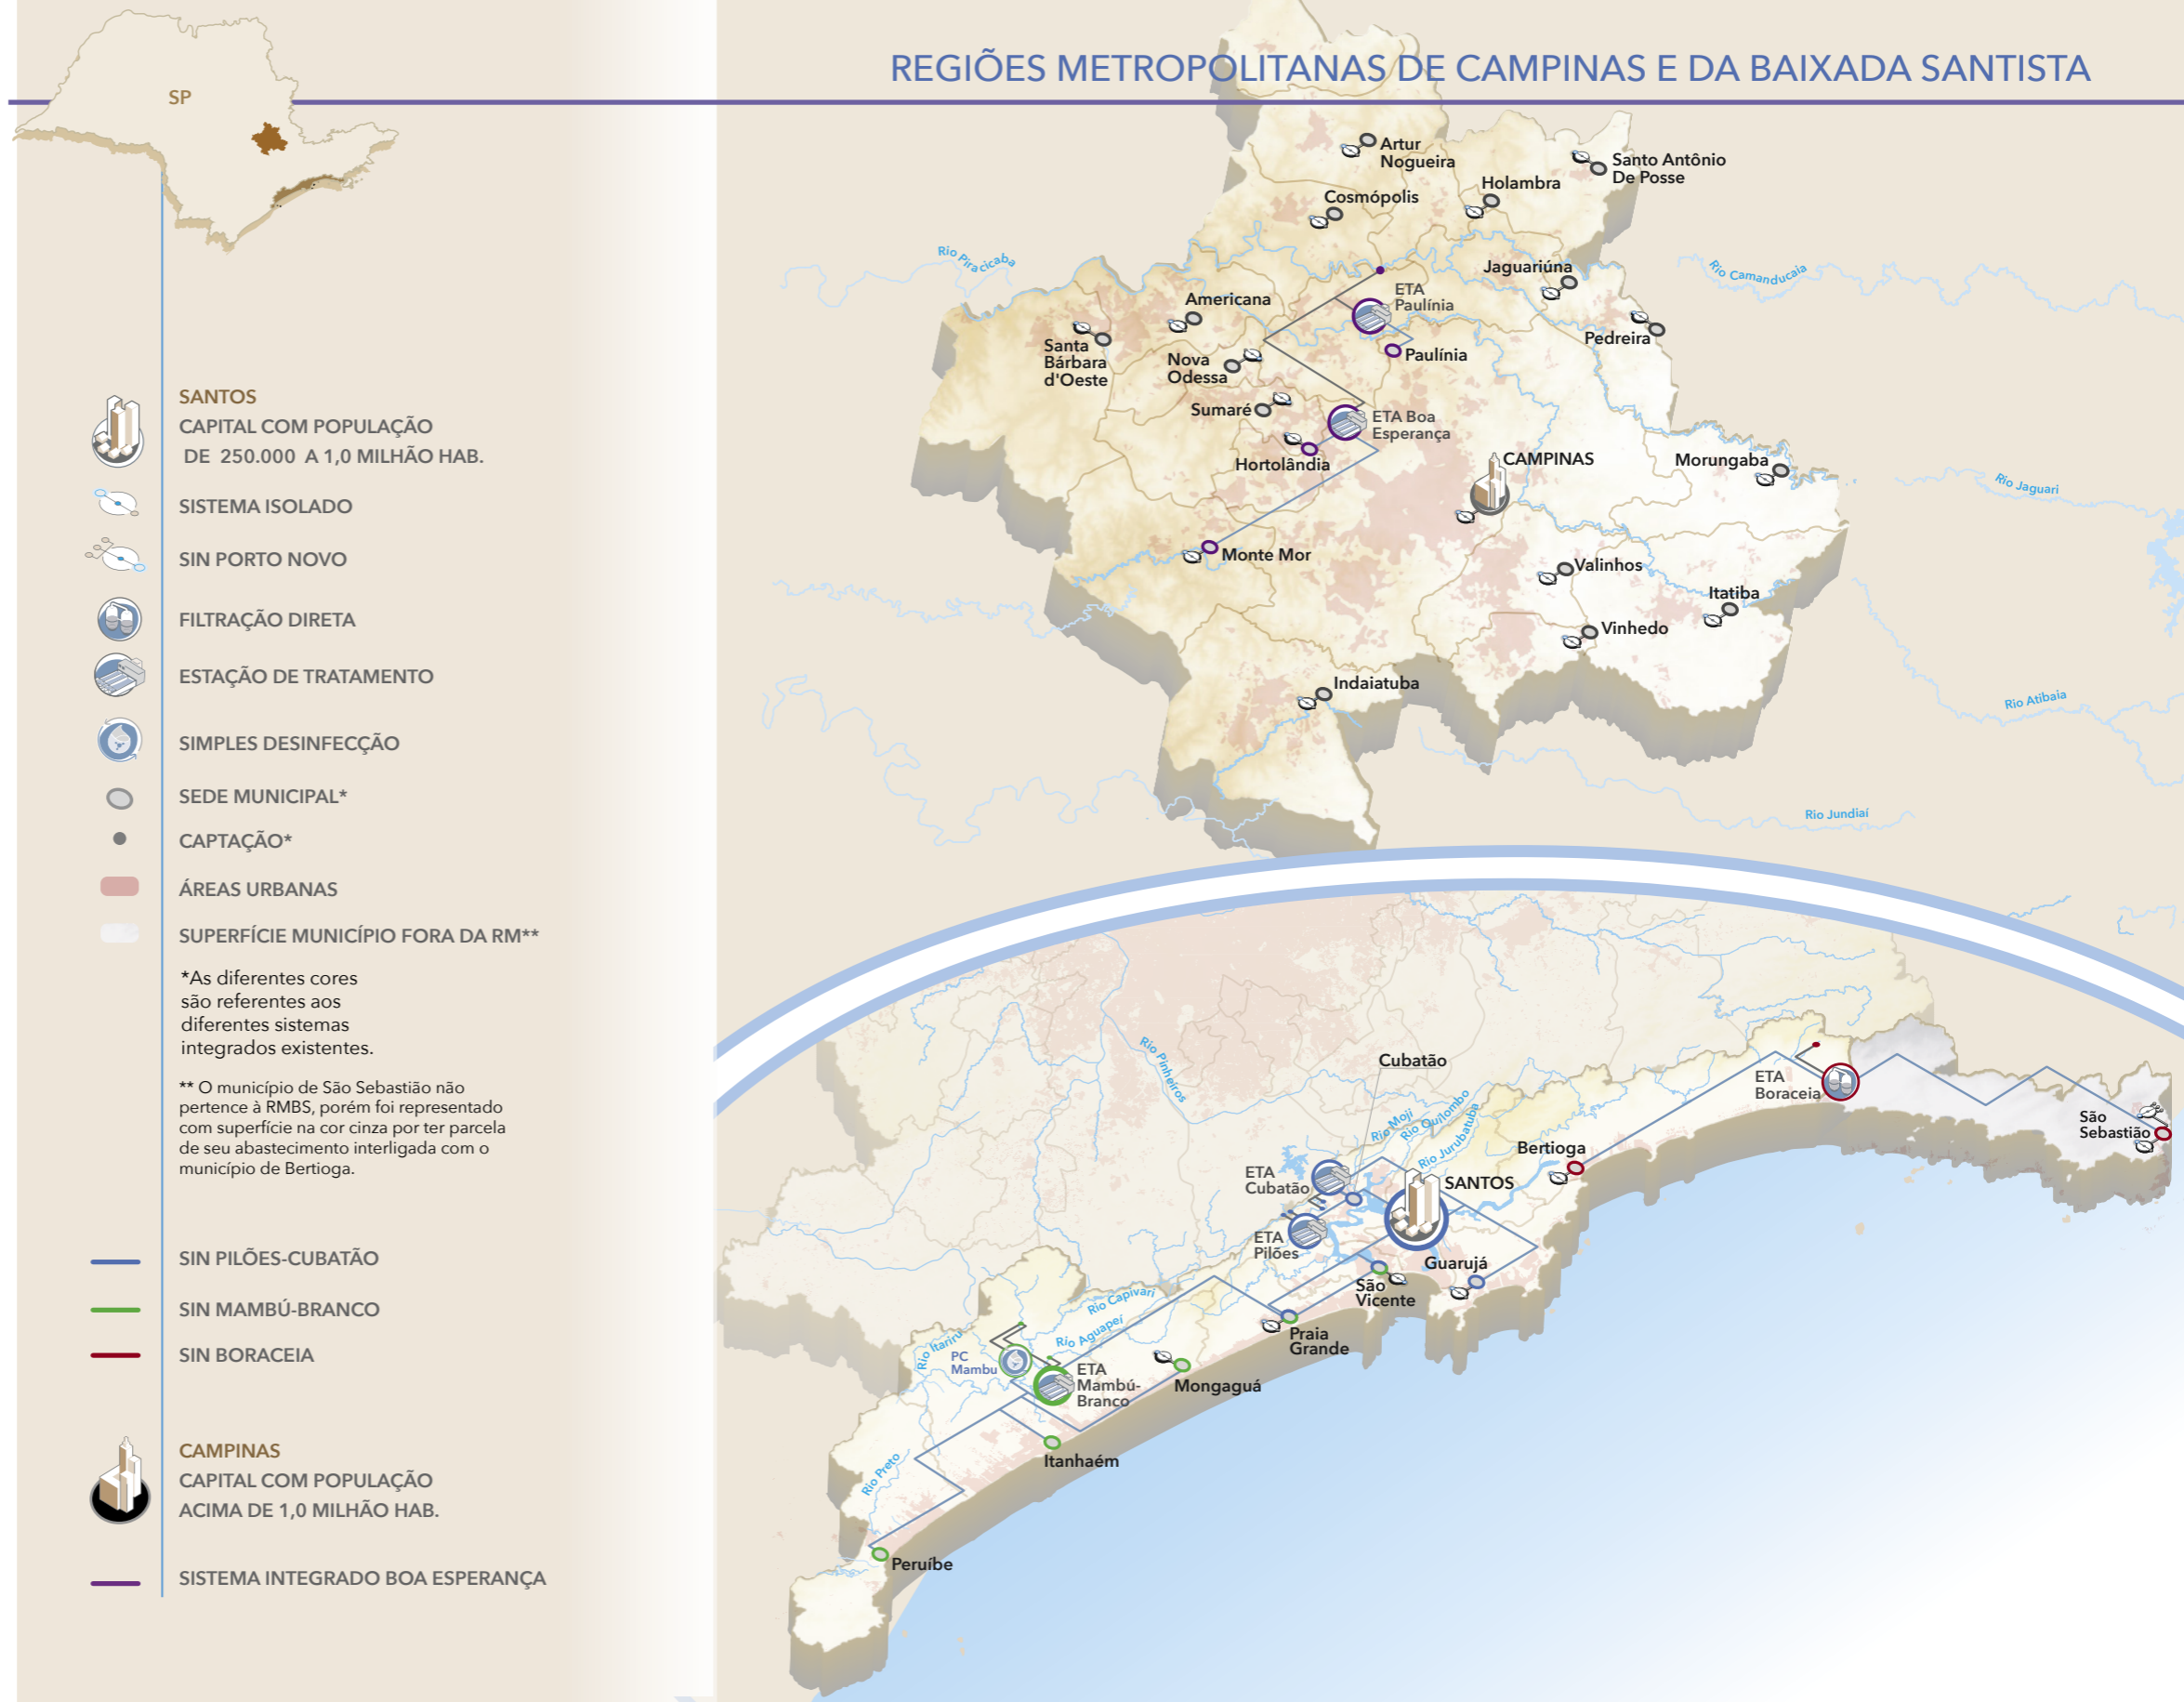 REGIÕES METROPOLITANAS DE CAMPINAS E DA BAIXADA SANTISTA
SP
SANTOS
CAPITAL COM POPULAÇÃO
DE 250.000 A 1,0 MILHÃO HAB.
SISTEMA ISOLADO
SIN PORTO NOVO
FILTRAÇÃO DIRETA
ESTAÇÃO DE TRATAMENTO
SIMPLES DESINFECÇÃO
SEDE MUNICIPAL*
CAPTAÇÃO*
ÁREAS URBANAS
SUPERFÍCIE MUNICÍPIO FORA DA RM**
*As diferentes cores
são referentes aos
diferentes sistemas
integrados existentes.
** O município de São Sebastião não
pertence à RMBS, porém foi representado
com superfície na cor cinza por ter parcela
de seu abastecimento interligada com o
município de Bertioga.
SIN PILÕES-CUBATÃO
SIN MAMBÚ-BRANCO
SIN BORACEIA
CAMPINAS
CAPITAL COM POPULAÇÃO
ACIMA DE 1,0 MILHÃO HAB.
SISTEMA INTEGRADO BOA ESPERANÇA
Artur
Nogueira
Santo Antônio
De Posse
Holambra
Cosmópolis
Rio Piracicaba
Jaguariúna
Rio Camanducaia
ETA
Paulínia
Americana
Pedreira
Santa
Bárbara
d'Oeste
Nova
Odessa
Paulínia
Sumaré
ETA Boa
Esperança
Hortolândia
CAMPINAS
Morungaba
Rio Jaguari
Monte Mor
Valinhos
Itatiba
Vinhedo
Indaiatuba
Rio Atibaia
Rio Jundiaí
Rio Pinheiros
Cubatão
Rio Moji
Rio Quilombo
Rio Jurubatuba
ETA
Boraceia
São
Sebastião
Bertioga
ETA
Cubatão
SANTOS
ETA
Pilões
Guarujá
São
Vicente
Rio Capivari
Rio Aguapeí
Praia
Grande
Rio Itariru
PC
Mambu
ETA
Mambú-
Branco
Mongaguá
Itanhaém
Rio Preto
Peruíbe